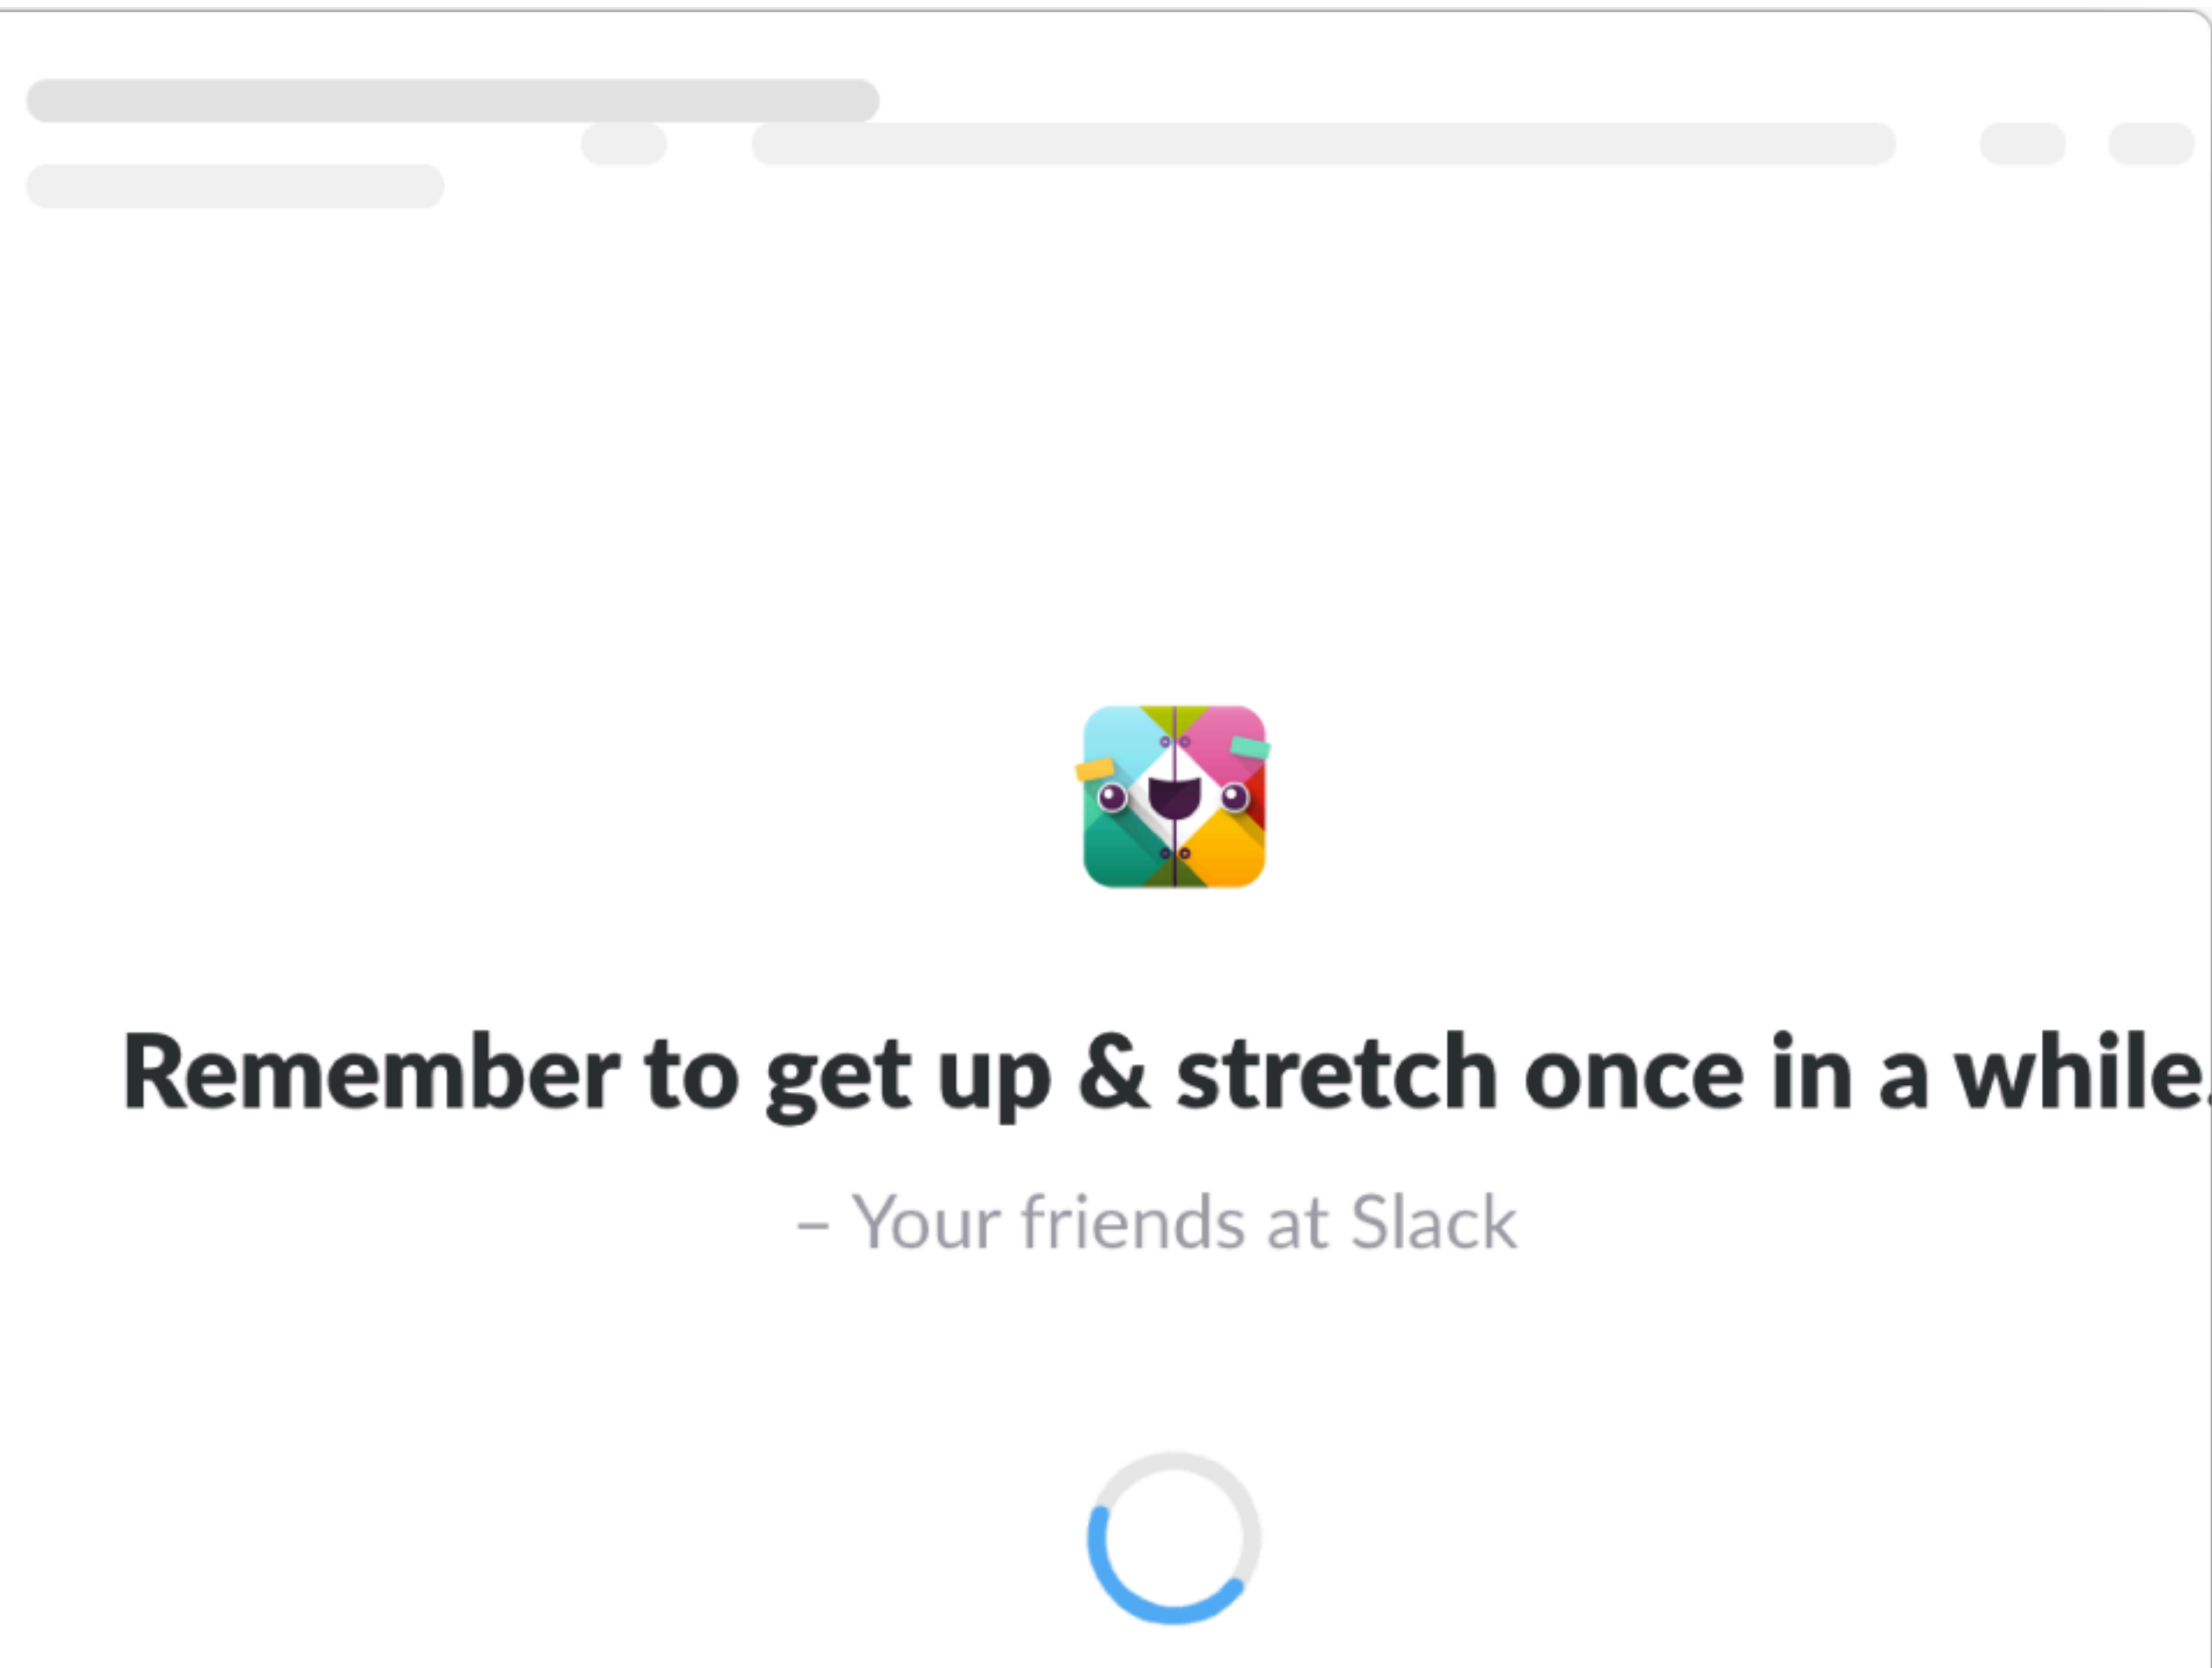 Remember to get up & stretch once in a while.
– Your friends at Slack